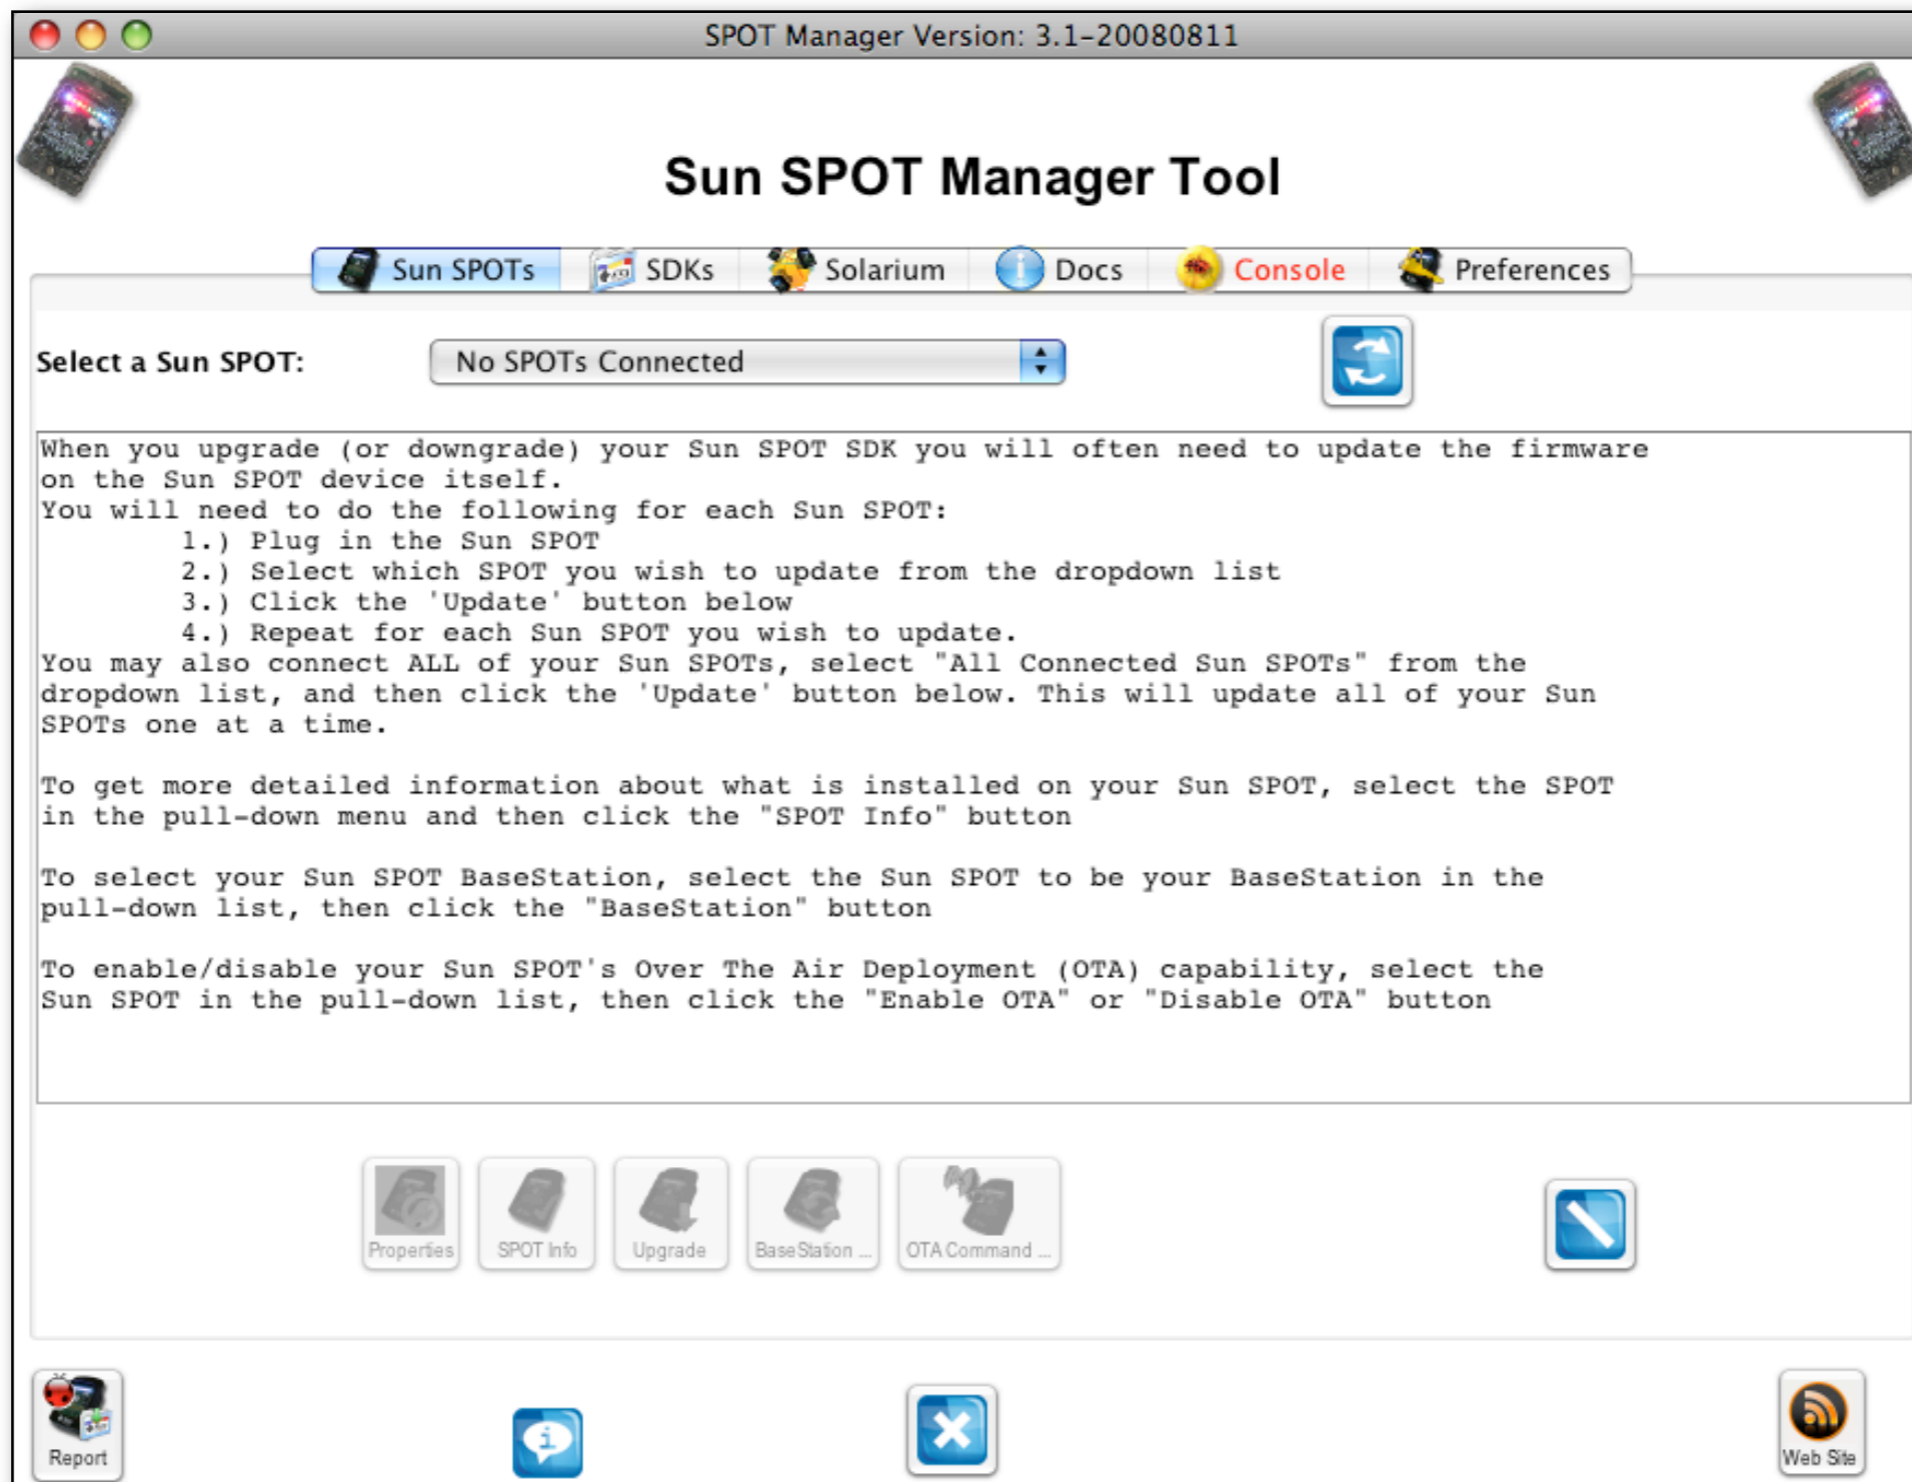 SPOT Manager Version: 3.1-20080811
Sun SPOT Manager Tool
Sun SPOTs SDKs Solarium Docs Console Preferences
Select a Sun SPOT: No SPOTs Connected
When you upgrade (or downgrade) your Sun SPOT SDK you will often need to update the firmware
on the Sun SPOT device itself.
You will need to do the following for each Sun SPOT:
1.) Plug in the Sun SPOT
2.) Select which SPOT you wish to update from the dropdown list
3.) Click the 'Update' button below
4.) Repeat for each Sun SPOT you wish to update.
You may also connect ALL of your Sun SPOTs, select "All Connected Sun SPOTs" from the
dropdown list, and then click the 'Update' button below. This will update all of your Sun
SPOTs one at a time.
To get more detailed information about what is installed on your Sun SPOT, select the SPOT
in the pull-down menu and then click the "SPOT Info" button
To select your Sun SPOT BaseStation, select the Sun SPOT to be your BaseStation in the
pull-down list, then click the "BaseStation" button
To enable/disable your Sun SPOT's Over The Air Deployment (OTA) capability, select the
Sun SPOT in the pull-down list, then click the "Enable OTA" or "Disable OTA" button
Properties SPOT Info Upgrade BaseStation ... OTA Command ...
Report Web Site